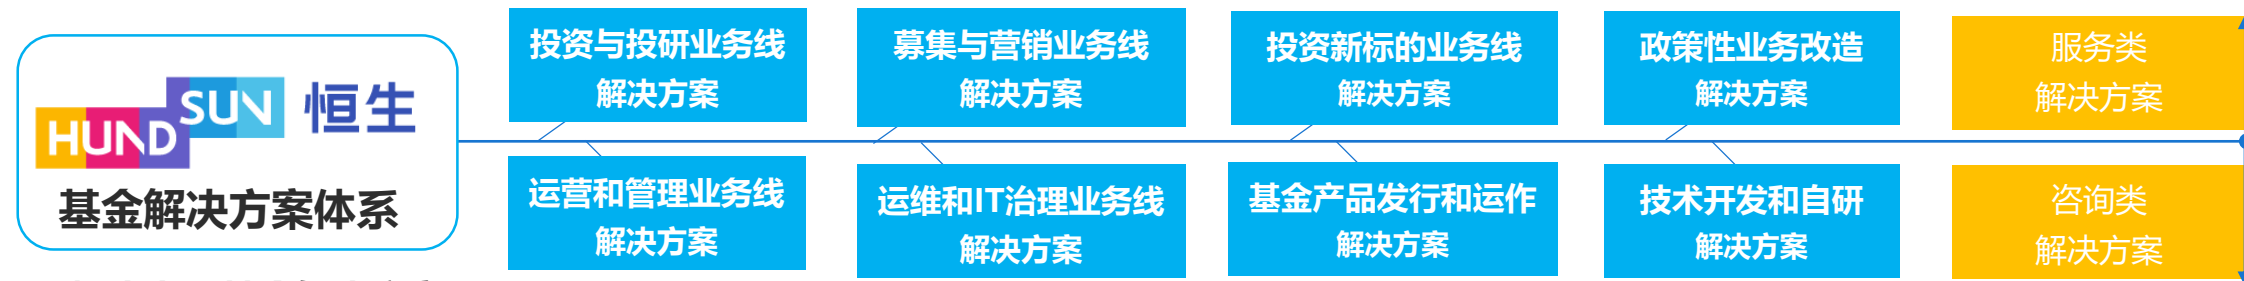 投资与投研业务线
解决方案
募集与营销业务线
解决方案
投资新标的业务线
解决方案
政策性业务改造
解决方案
服务类
解决方案
HUND
SUN
恒生
基金解决方案体系
运营和管理业务线
解决方案
运维和IT治理业务线
解决方案
基金产品发行和运作
解决方案
技术开发和自研
解决方案
咨询类
解决方案